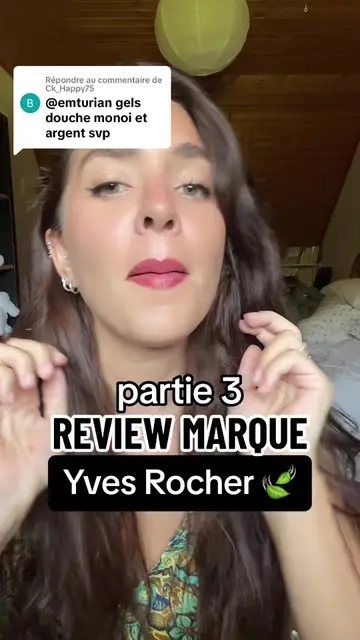 Répondre au commentaire de
Ck_Happy75
B
@emturian gels
douche monoi et
argent svp
partie 3
REVIEW MARQUE
Yves Rocher 🌿